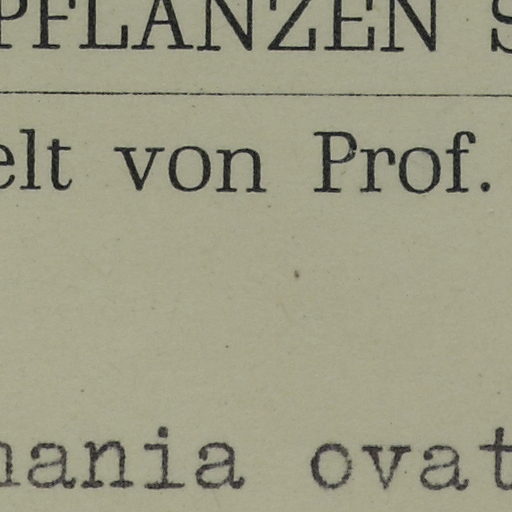 PFLANZEN S
elt von Prof.
nania ovat